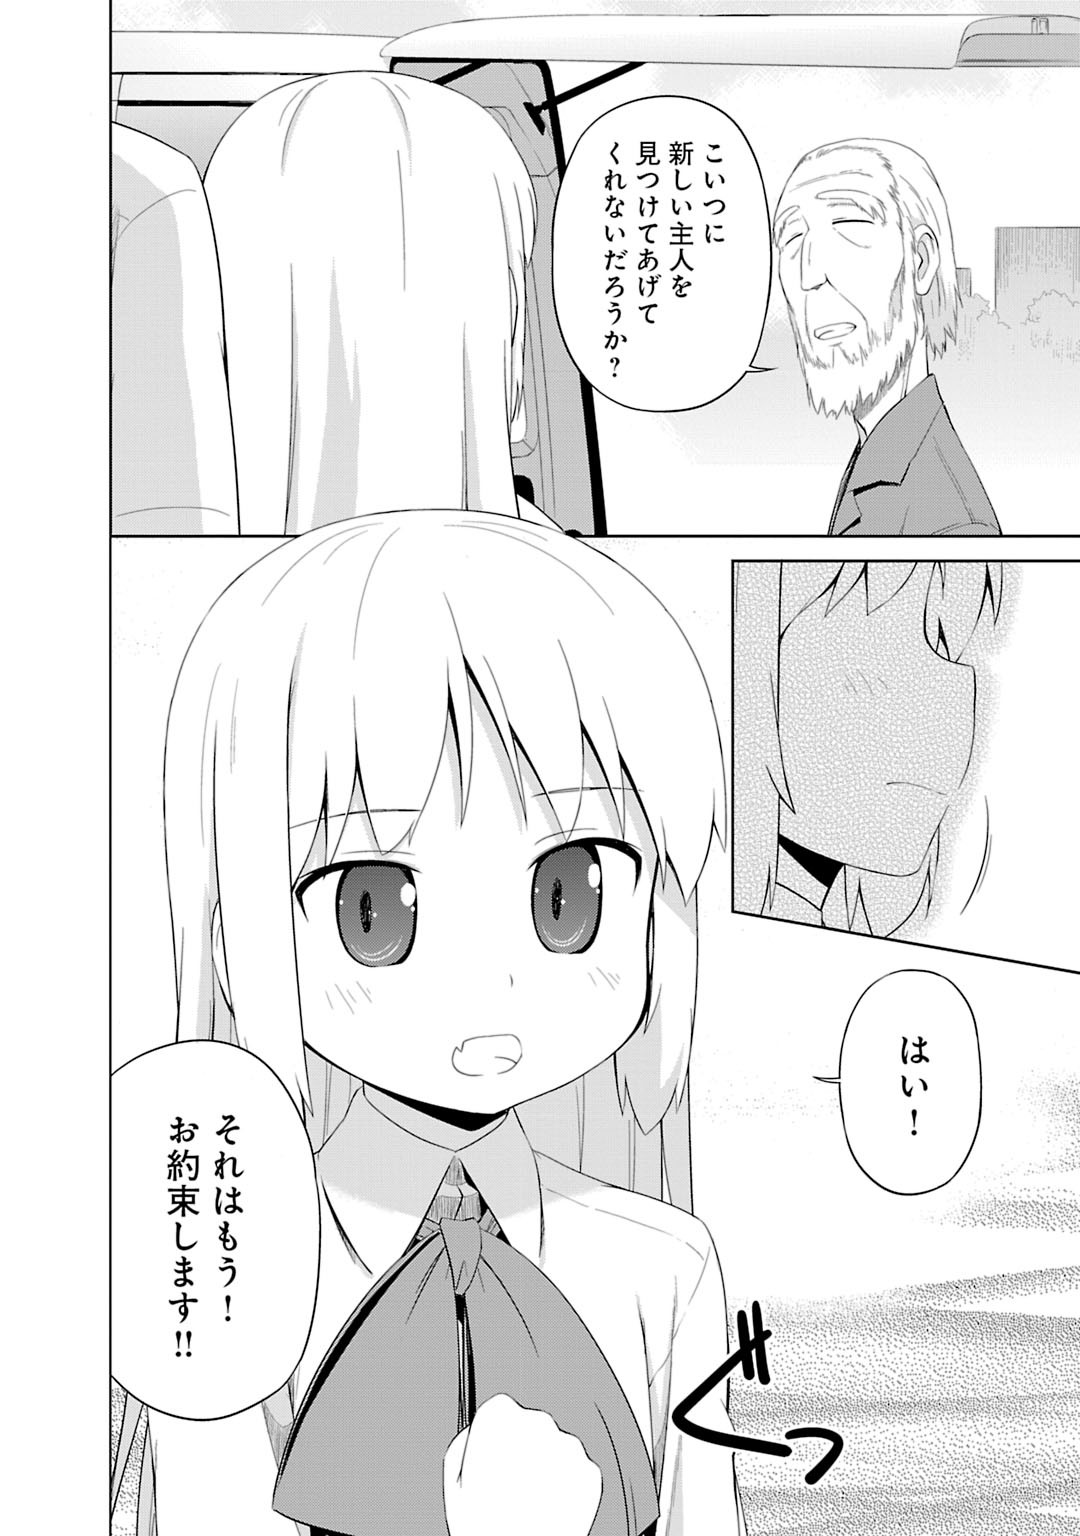 こいつに
新しい主人を
見つけてあげて
くれないだろうか?
はい!
それはもう!
お約束します!!
ぐっ